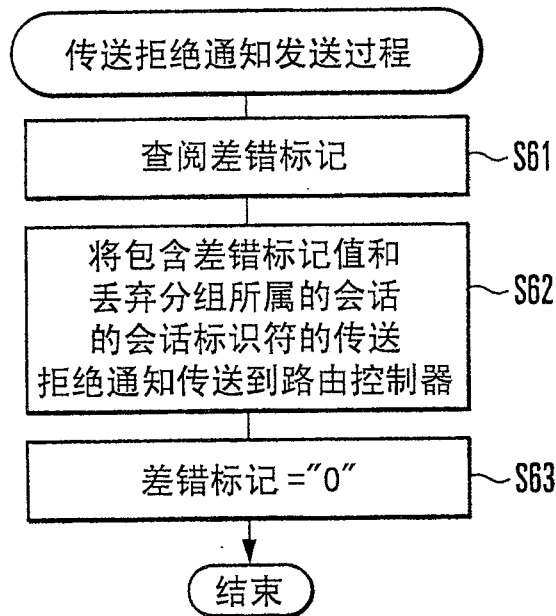 传送拒绝通知发送过程
查阅差错标记
S61
将包含差错标记值和
丢弃分组所属的会话
的会话标识符的传送
拒绝通知传送到路由控制器
S62
差错标记="0"
S63
结束